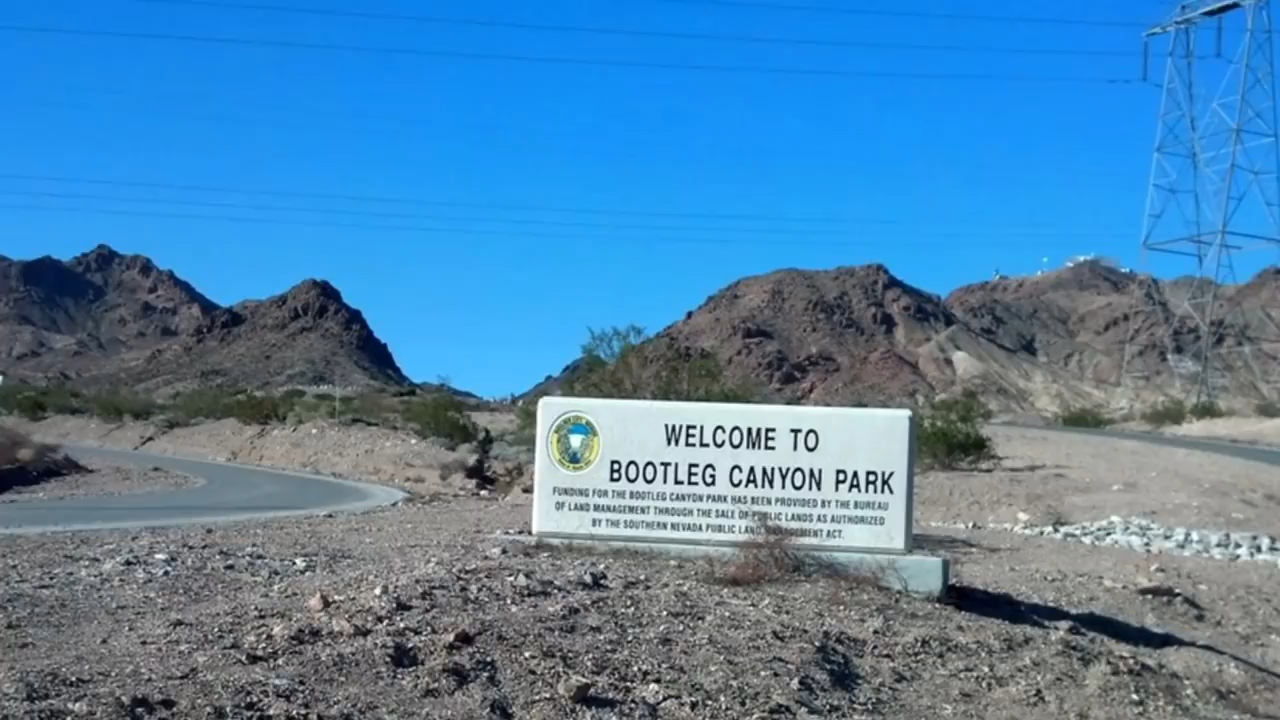 WELCOME TO
BOOTLEG CANYON PARK
FUNDING FOR THE BOOTLEG CANYON PARK HAS BEEN PROVIDED BY THE BUREAU
OF LAND MANAGEMENT THROUGH THE SALE OF PUBLIC LANDS AS AUTHORIZED
BY THE SOUTHERN NEVADA PUBLIC LAND MANAGEMENT ACT.